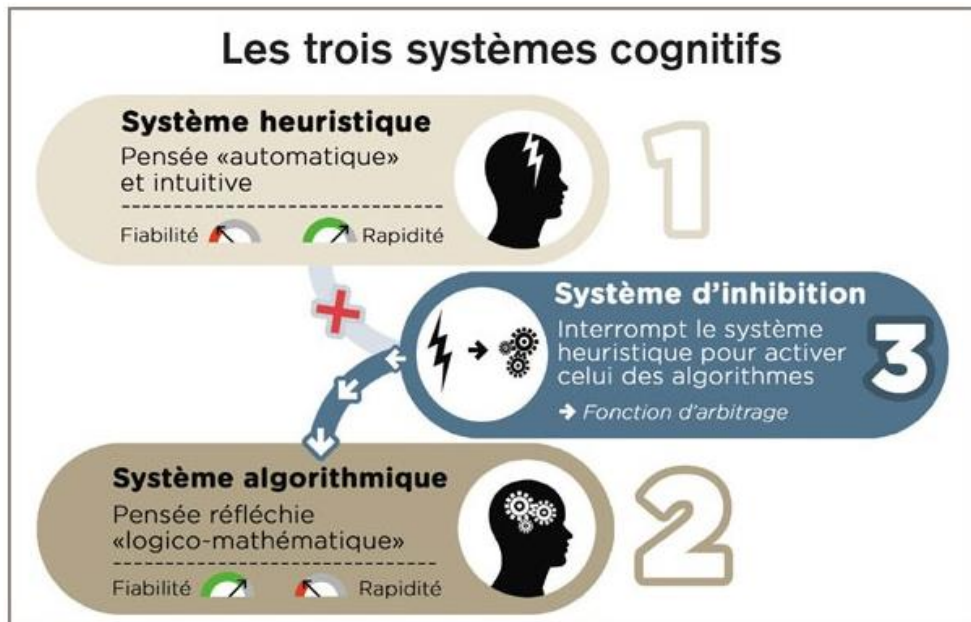 Les trois systèmes cognitifs
Système heuristique
Pensée «automatique»
et intuitive
Fiabilité Rapidité
1
Système d'inhibition
Interrompt le système
heuristique pour activer
celui des algorithmes
➔ Fonction d'arbitrage
3
Système algorithmique
Pensée réfléchie
«logico-mathématique»
Fiabilité Rapidité
2